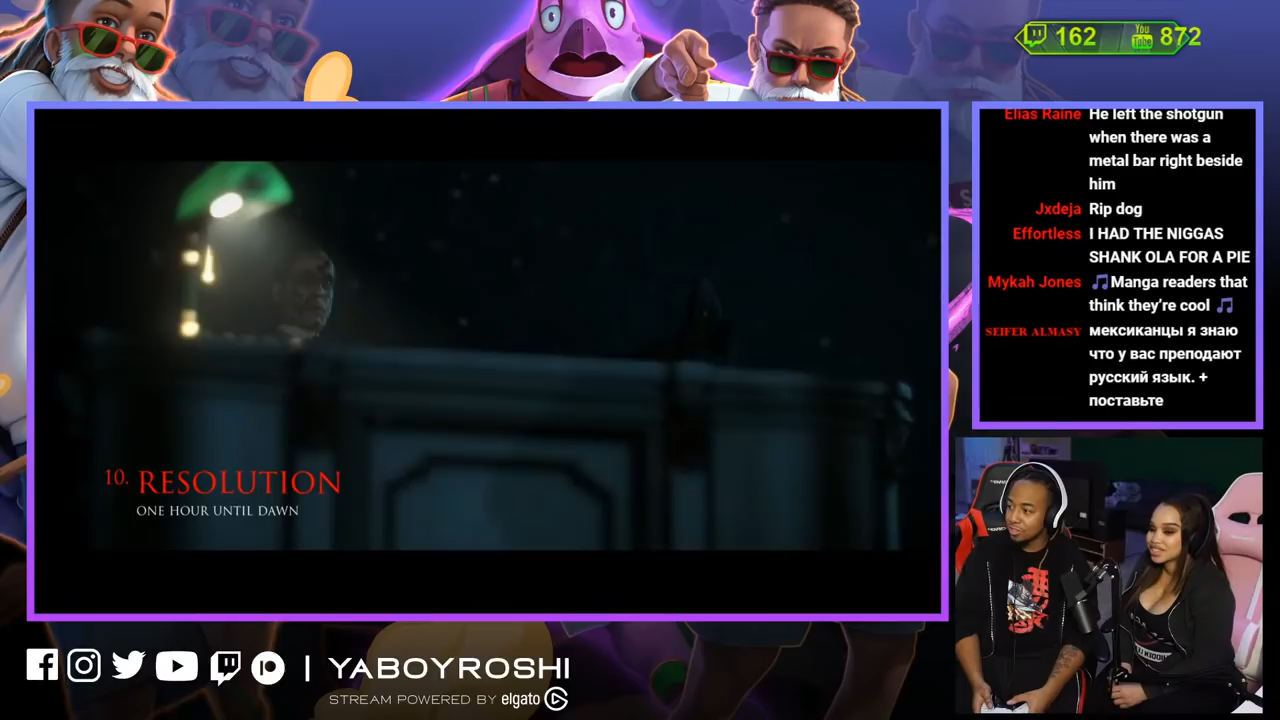 162
You Tube 872
Elias Raine He left the shotgun
when there was a
metal bar right beside
him
Jxdeja Rip dog
Effortless I HAD THE NIGGAS
SHANK OLA FOR A PIE
Mykah Jones 🎵Manga readers that
think they're cool 🎵
SEIFER ALMASY мексиканцы я знаю
что у вас преподают
русский язык. +
поставьте
10. RESOLUTION
ONE HOUR UNTIL DAWN
| YABOYROSHI
STREAM POWERED BY elgato